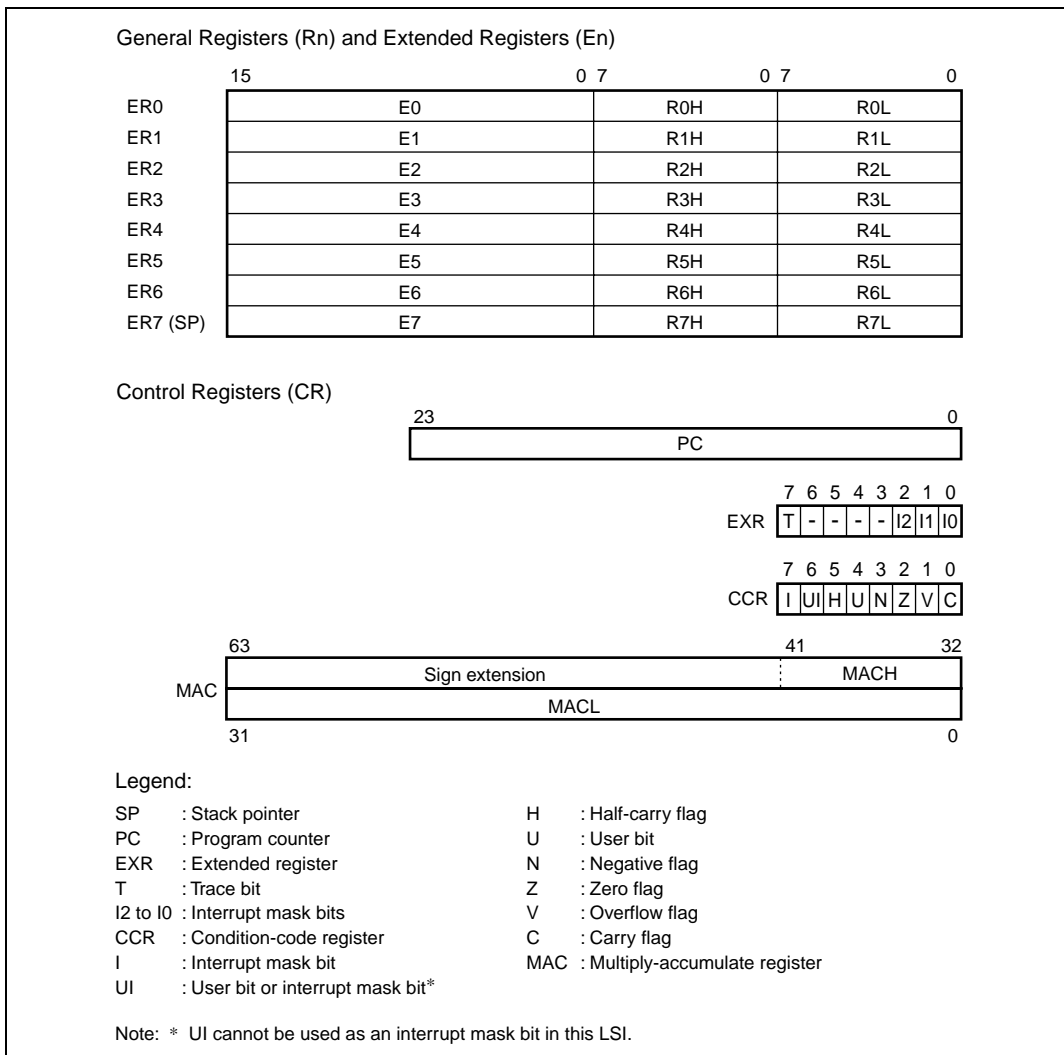 General Registers (Rn) and Extended Registers (En)
15 0 7 0 7 0
ER0 E0 R0H R0L
ER1 E1 R1H R1L
ER2 E2 R2H R2L
ER3 E3 R3H R3L
ER4 E4 R4H R4L
ER5 E5 R5H R5L
ER6 E6 R6H R6L
ER7 (SP) E7 R7H R7L
Control Registers (CR)
23 0
PC
7 6 5 4 3 2 1 0
EXR T - - - - I2 I1 I0
7 6 5 4 3 2 1 0
CCR I UI H U N Z V C
63 41 32
Sign extension MACH
MAC
MACL
31 0
Legend:
SP : Stack pointer
PC : Program counter
EXR : Extended register
T : Trace bit
I2 to I0 : Interrupt mask bits
CCR : Condition-code register
I : Interrupt mask bit
UI : User bit or interrupt mask bit*
H : Half-carry flag
U : User bit
N : Negative flag
Z : Zero flag
V : Overflow flag
C : Carry flag
MAC : Multiply-accumulate register
Note: * UI cannot be used as an interrupt mask bit in this LSI.